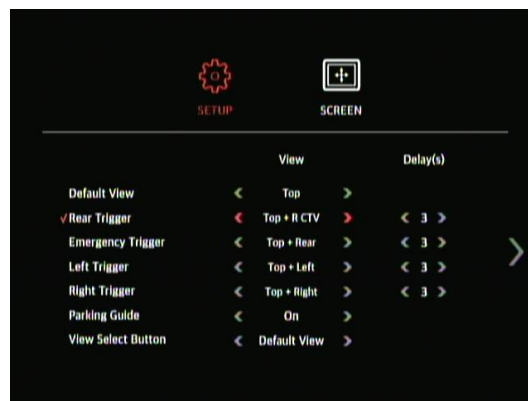 SETUP SCREEN
View Delay(s)
Default View Top
Rear Trigger Top + R CTV 3
Emergency Trigger Top + Rear 3
Left Trigger Top + Left 3
Right Trigger Top + Right 3
Parking Guide On
View Select Button Default View